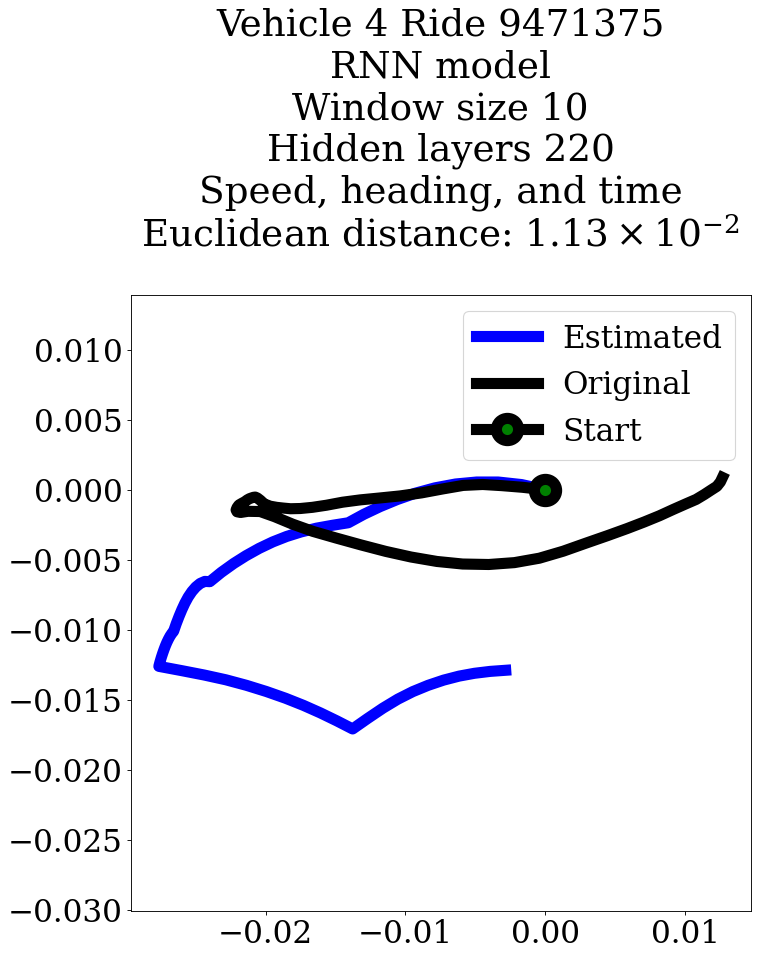 Vehicle 4 Ride 9471375
RNN model
Window size 10
Hidden layers 220
Speed, heading, and time
Euclidean distance: 1.13 × 10⁻²
Estimated
Original
Start
0.010
0.005
0.000
−0.005
−0.010
−0.015
−0.020
−0.025
−0.030
−0.02
−0.01
0.00
0.01